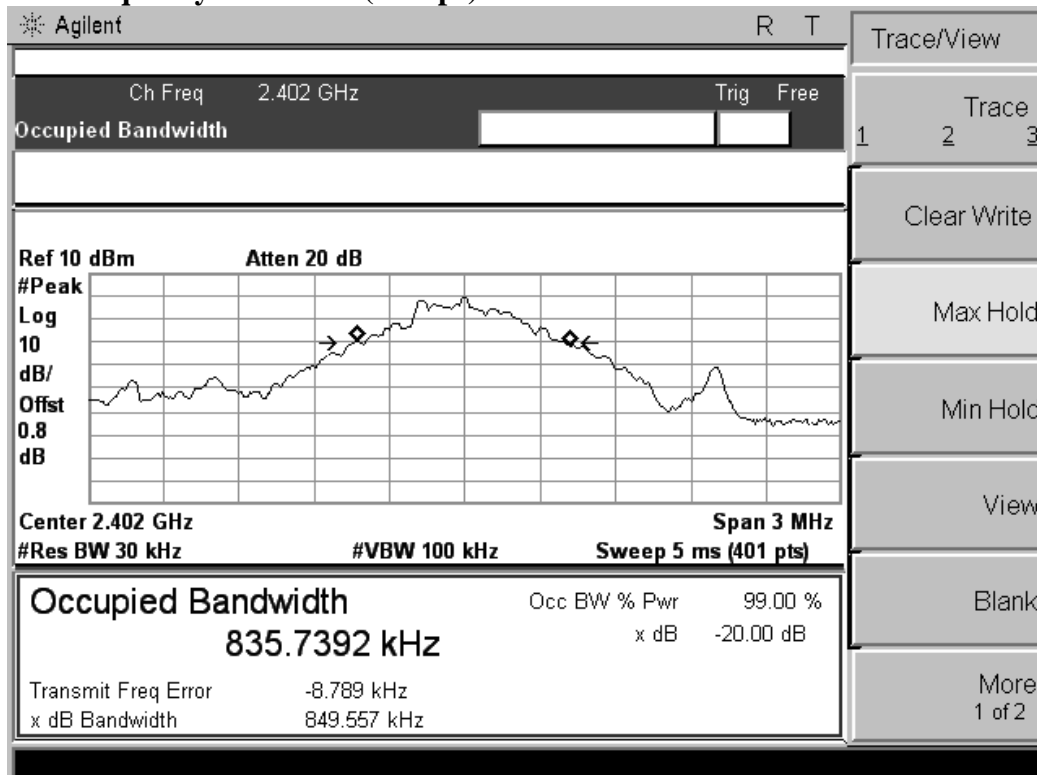 Agilent R T
Trace/View
Ch Freq 2.402 GHz Trig Free
Occupied Bandwidth
Trace
1 2 3
Clear Write
Ref 10 dBm Atten 20 dB
#Peak
Log
10
dB/
Offst
0.8
dB
Max Hold
Min Hold
View
Center 2.402 GHz Span 3 MHz
#Res BW 30 kHz #VBW 100 kHz Sweep 5 ms (401 pts)
Occupied Bandwidth Occ BW % Pwr 99.00 %
835.7392 kHz x dB -20.00 dB
Blank
Transmit Freq Error -8.789 kHz
x dB Bandwidth 849.557 kHz
More
1 of 2